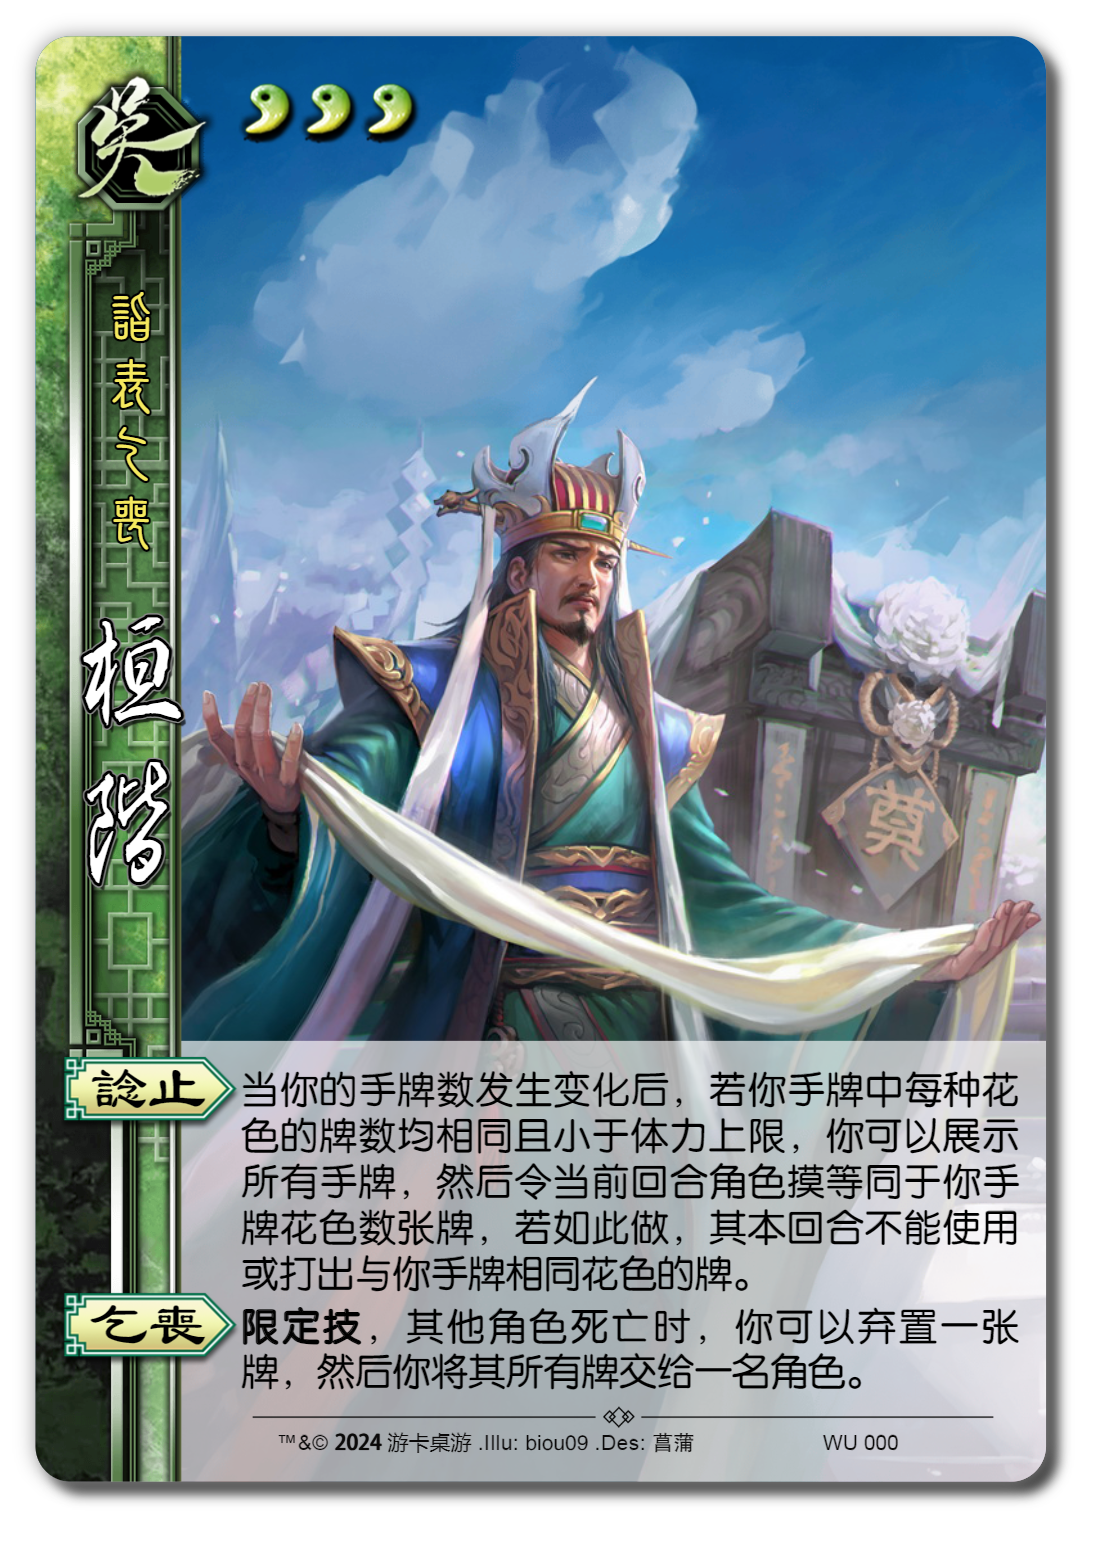 吴
詣表乞喪
桓階
奠
諗止
当你的手牌数发生变化后，若你手牌中每种花
色的牌数均相同且小于体力上限，你可以展示
所有手牌，然后令当前回合角色摸等同于你手
牌花色数张牌，若如此做，其本回合不能使用
或打出与你手牌相同花色的牌。
乞喪
限定技，其他角色死亡时，你可以弃置一张
牌，然后你将其所有牌交给一名角色。
™&© 2024 游卡桌游 .Illu: biou09 .Des: 菖蒲
WU 000